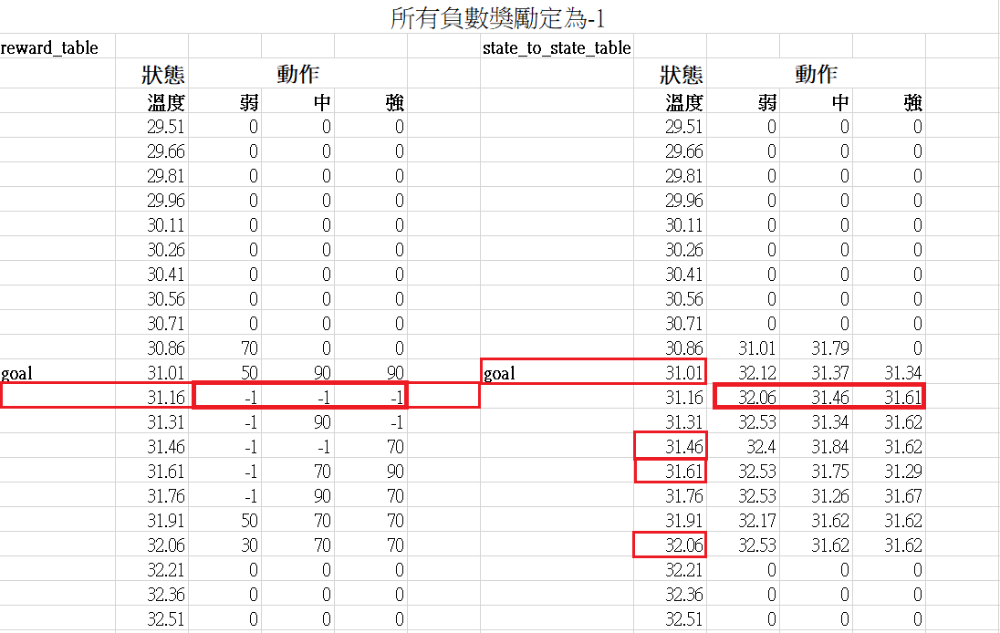 所有負數獎勵定為-1
reward_table state_to_state_table
狀態 動作 狀態 動作
溫度 弱 中 強 溫度 弱 中 強
29.51 0 0 0 29.51 0 0 0
29.66 0 0 0 29.66 0 0 0
29.81 0 0 0 29.81 0 0 0
29.96 0 0 0 29.96 0 0 0
30.11 0 0 0 30.11 0 0 0
30.26 0 0 0 30.26 0 0 0
30.41 0 0 0 30.41 0 0 0
30.56 0 0 0 30.56 0 0 0
30.71 0 0 0 30.71 0 0 0
30.86 70 0 0 30.86 31.01 31.79 0
goal 31.01 50 90 90 goal 31.01 32.12 31.37 31.34
31.16 -1 -1 -1 31.16 32.06 31.46 31.61
31.31 -1 90 -1 31.31 32.53 31.34 31.62
31.46 -1 -1 70 31.46 32.4 31.84 31.62
31.61 -1 70 90 31.61 32.53 31.75 31.29
31.76 -1 90 70 31.76 32.53 31.26 31.67
31.91 50 70 70 31.91 32.17 31.62 31.62
32.06 30 70 70 32.06 32.53 31.62 31.62
32.21 0 0 0 32.21 0 0 0
32.36 0 0 0 32.36 0 0 0
32.51 0 0 0 32.51 0 0 0